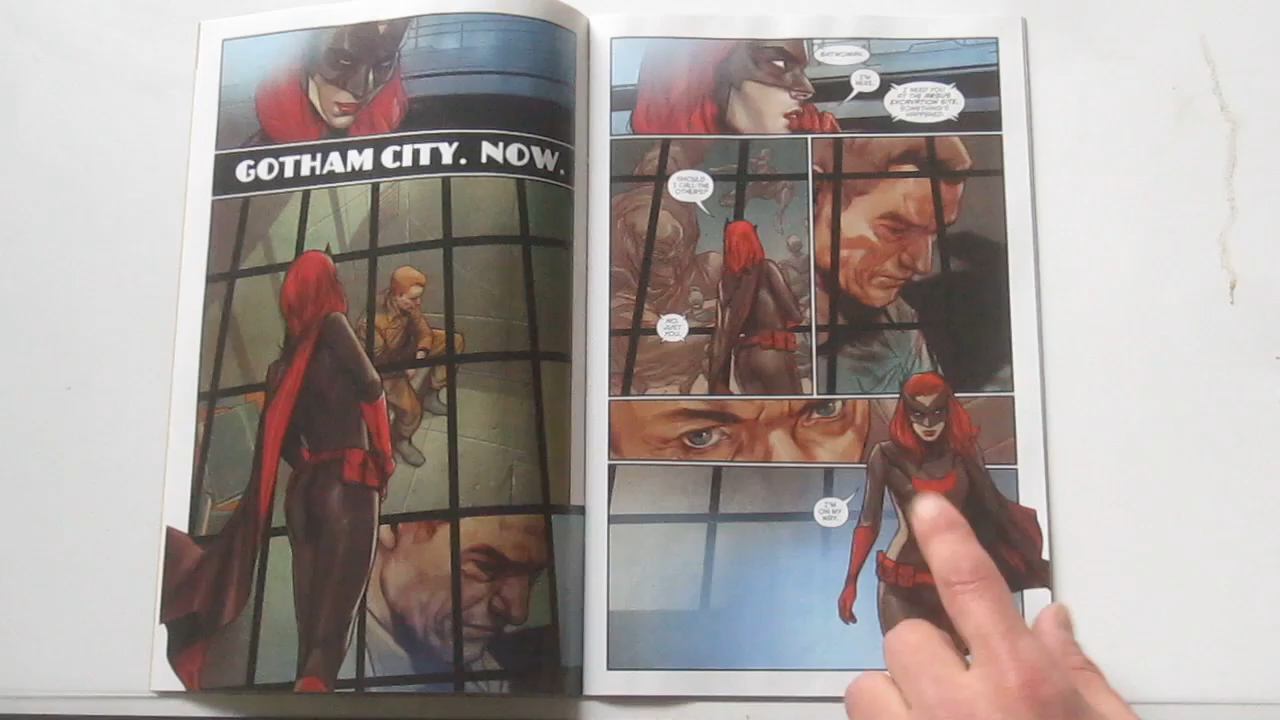 GOTHAM CITY. NOW.
BATWOMAN.
I'M
HERE.
I NEED YOU
AT THE ARGUS
EXCAVATION SITE.
SOMETHING'S
HAPPENED.
SHOULD
I CALL THE
OTHERS?
NO.
JUST
YOU.
I'M
ON MY
WAY.